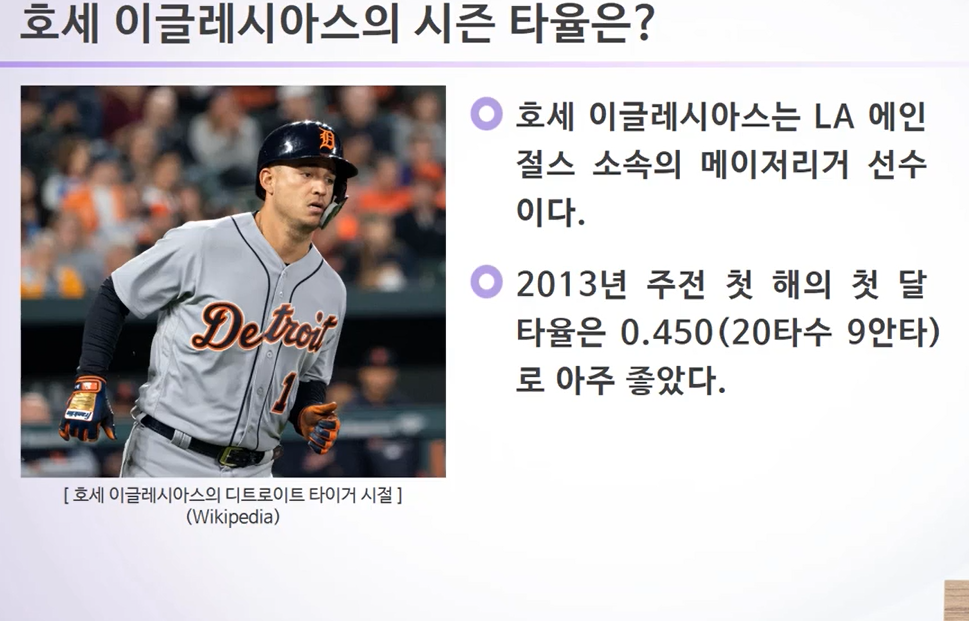 호세 이글레시아스의 시즌 타율은?
호세 이글레시아스는 LA 에인
절스 소속의 메이저리거 선수
이다.
2013년 주전 첫 해의 첫 달
타율은 0.450(20타수 9안타)
로 아주 좋았다.
D
Detroit
1
franklin
[ 호세 이글레시아스의 디트로이트 타이거 시절 ]
(Wikipedia)